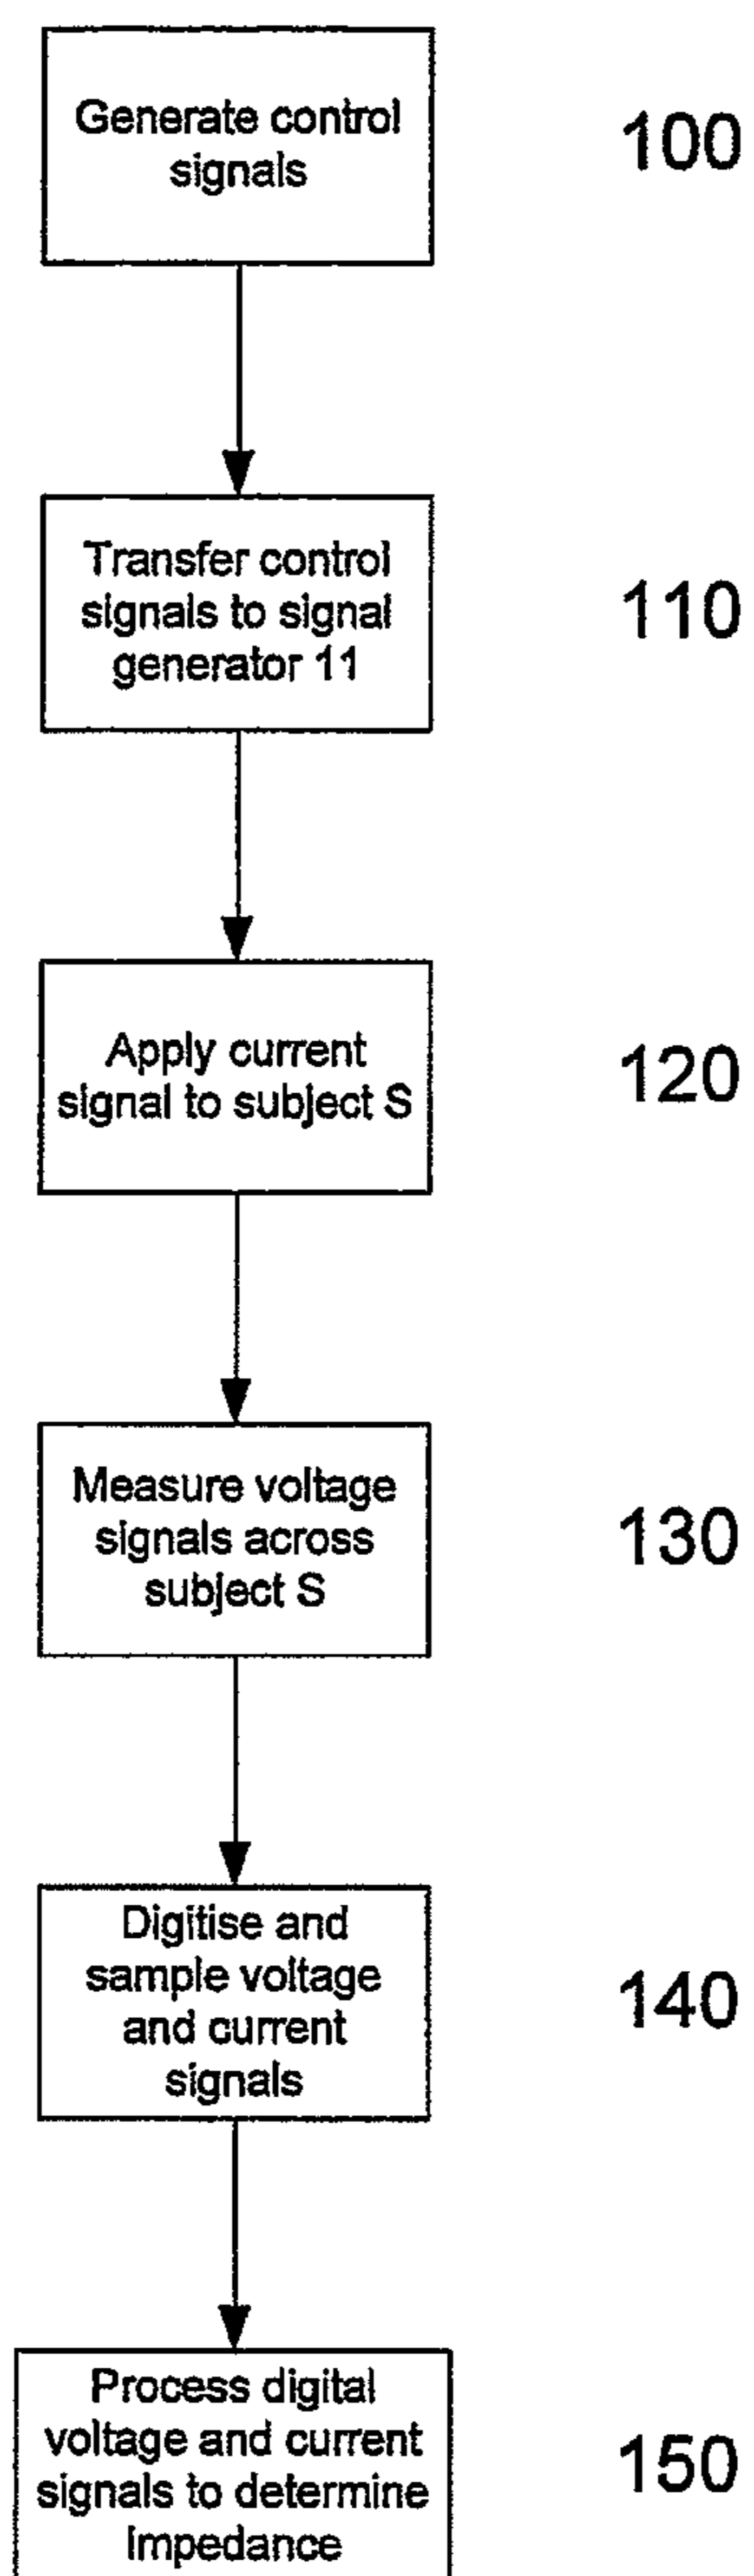 Generate control
signals
100
Transfer control
signals to signal
generator 11
110
Apply current
signal to subject S
120
Measure voltage
signals across
subject S
130
Digitise and
sample voltage
and current
signals
140
Process digital
voltage and current
signals to determine
Impedance
150